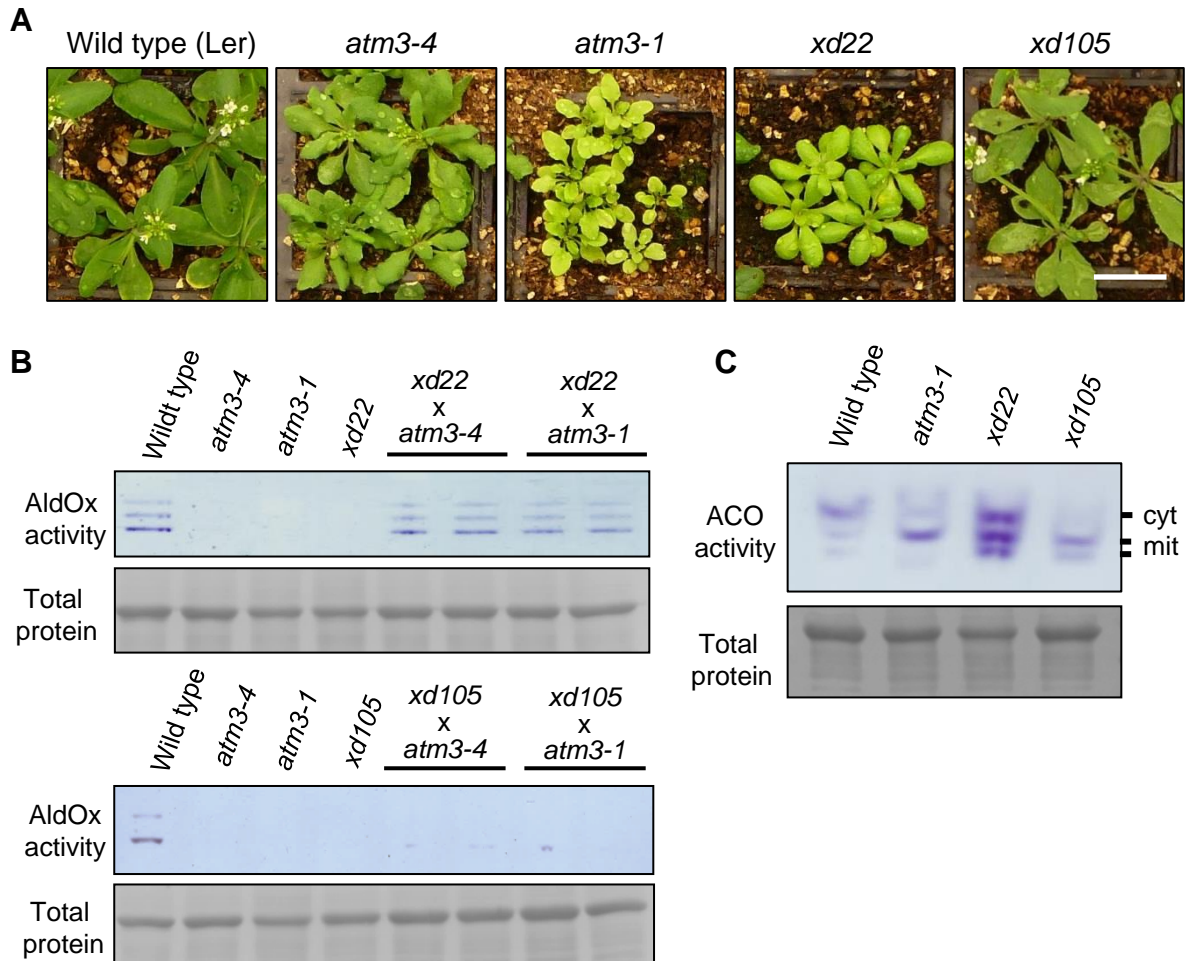 A
Wild type (Ler)
atm3-4
atm3-1
xd22
xd105
B
Wildt type
atm3-4
atm3-1
xd22
xd22
x
atm3-4
xd22
x
atm3-1
AldOx
activity
Total
protein
Wild type
atm3-4
atm3-1
xd105
xd105
x
atm3-4
xd105
x
atm3-1
AldOx
activity
Total
protein
C
Wild type
atm3-1
xd22
xd105
ACO
activity
cyt
mit
Total
protein